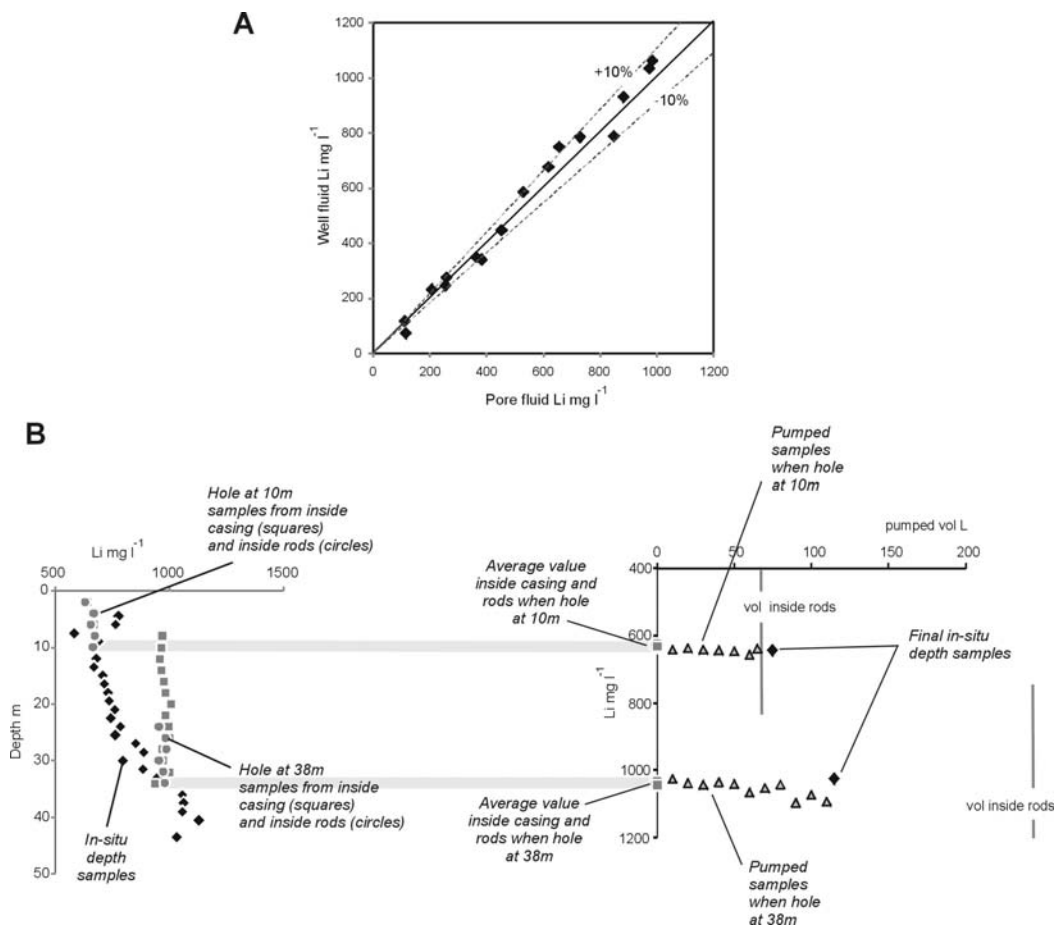 A
+10%
-10%
1200
1000
800
600
400
200
0
Well fluid Li mg l⁻¹
0 200 400 600 800 1000 1200
Pore fluid Li mg l⁻¹
B
Hole at 10m
samples from inside
casing (squares)
and inside rods (circles)
Li mg l⁻¹
500 1000 1500
0
10
20
30
40
50
Depth m
In-situ
depth
samples
Hole at 38m
samples from inside
casing (squares)
and inside rods (circles)
Average value
inside casing and
rods when hole
at 10m
Average value
inside casing and
rods when hole
at 38m
Pumped
samples
when hole
at 10m
pumped vol L
0 50 100 150 200
400
600
800
1000
1200
Li mg l⁻¹
vol inside rods
Final in-situ
depth samples
vol inside rods
Pumped
samples
when hole
at 38m